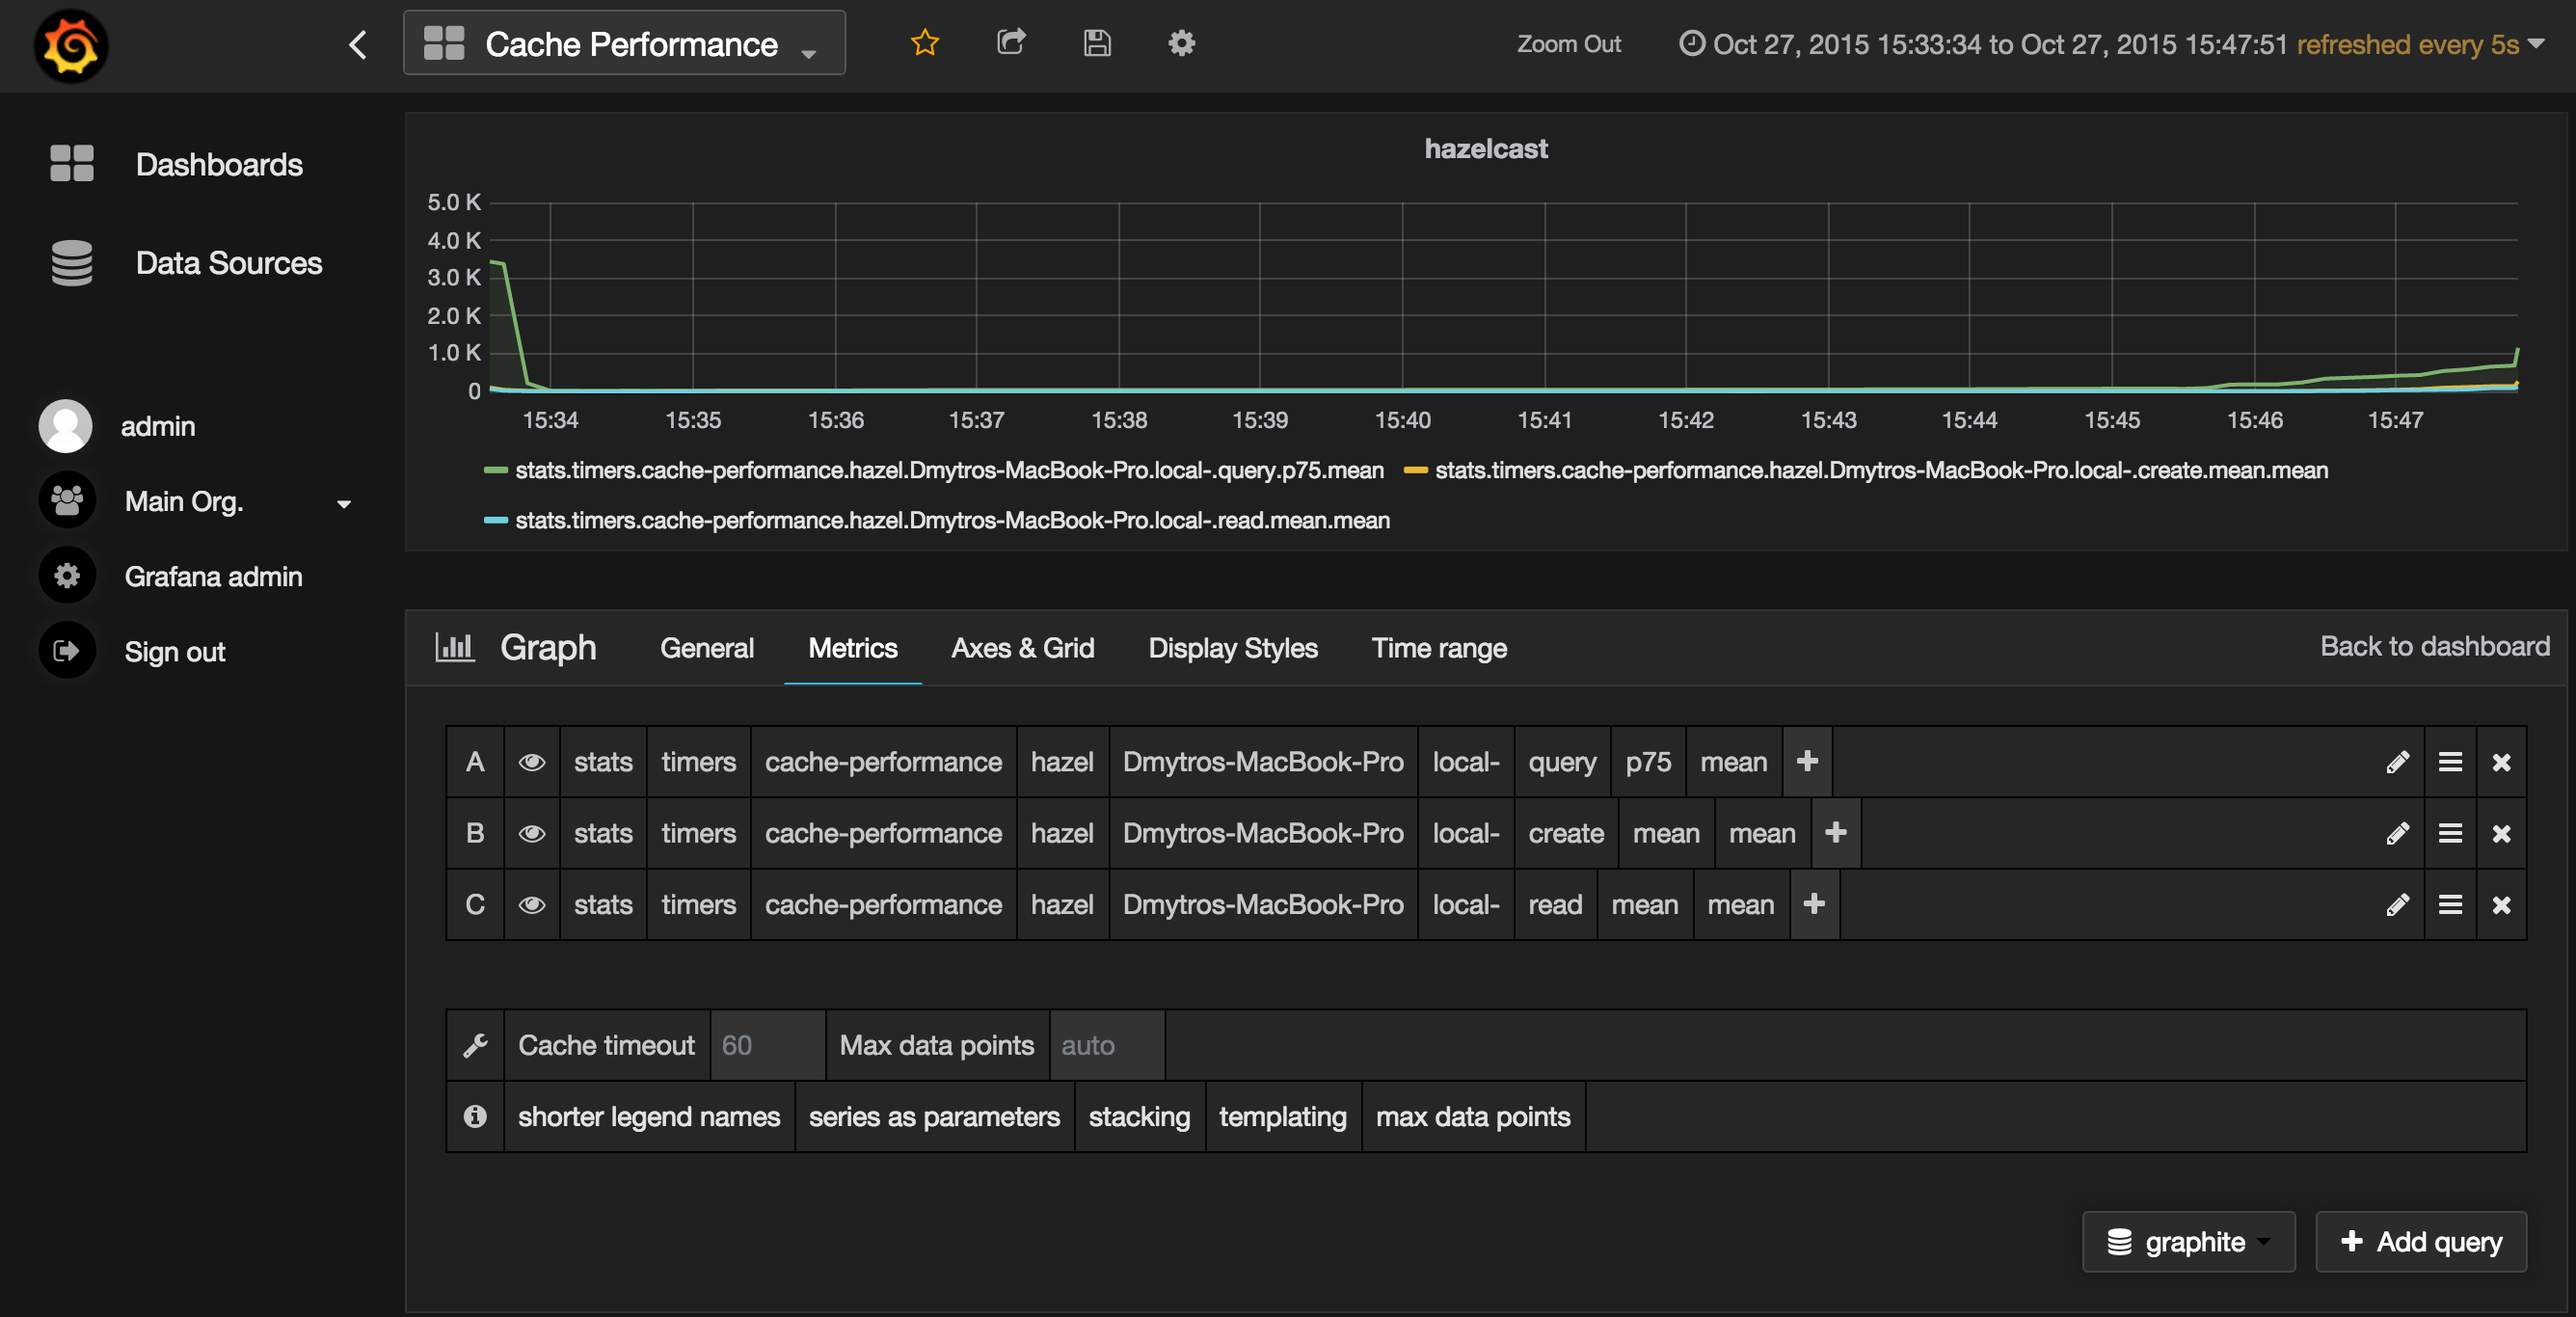 Cache Performance
Zoom Out
Oct 27, 2015 15:33:34 to Oct 27, 2015 15:47:51 refreshed every 5s
Dashboards
Data Sources
admin
Main Org.
Grafana admin
Sign out
hazelcast
5.0 K
4.0 K
3.0 K
2.0 K
1.0 K
0
15:34 15:35 15:36 15:37 15:38 15:39 15:40 15:41 15:42 15:43 15:44 15:45 15:46 15:47
stats.timers.cache-performance.hazel.Dmytros-MacBook-Pro.local-.query.p75.mean stats.timers.cache-performance.hazel.Dmytros-MacBook-Pro.local-.create.mean.mean
stats.timers.cache-performance.hazel.Dmytros-MacBook-Pro.local-.read.mean.mean
Graph General Metrics Axes & Grid Display Styles Time range Back to dashboard
A stats timers cache-performance hazel Dmytros-MacBook-Pro local- query p75 mean
B stats timers cache-performance hazel Dmytros-MacBook-Pro local- create mean mean
C stats timers cache-performance hazel Dmytros-MacBook-Pro local- read mean mean
Cache timeout 60 Max data points auto
shorter legend names series as parameters stacking templating max data points
graphite Add query